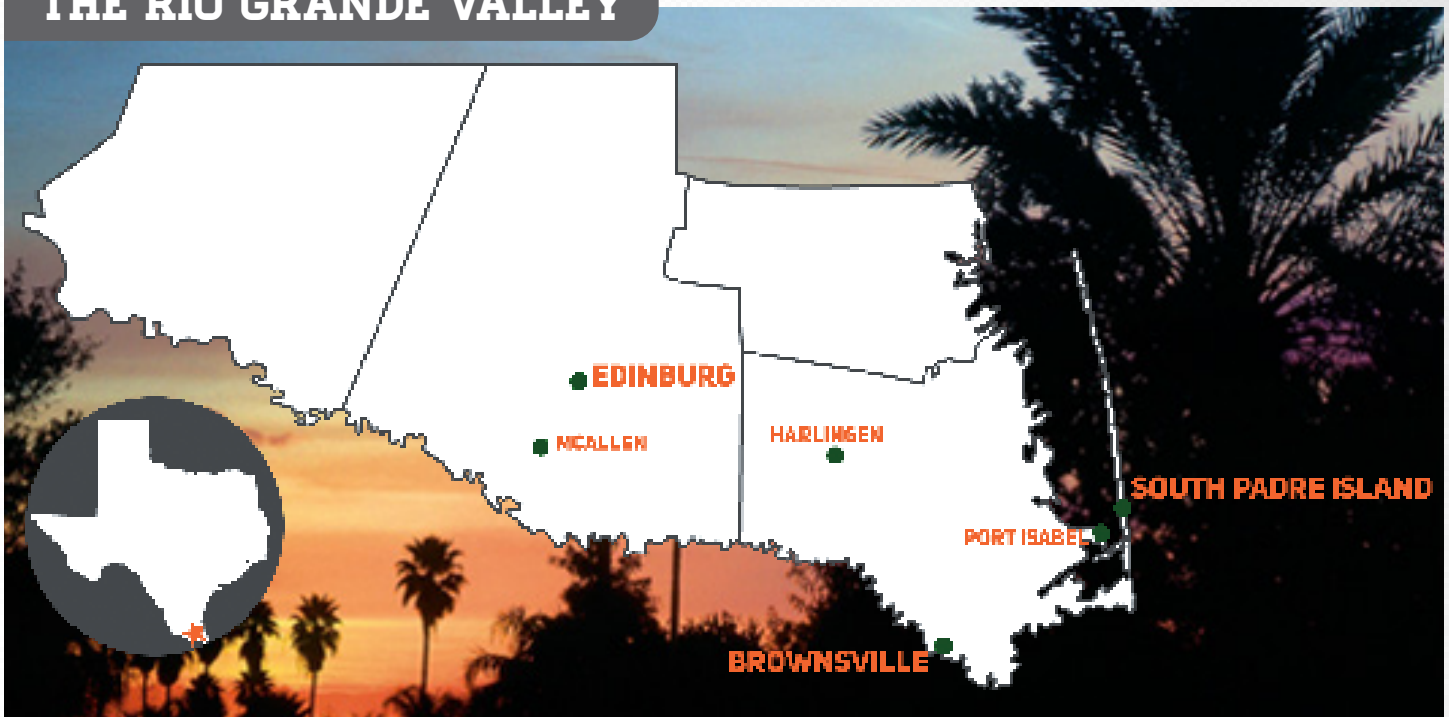 THE RIO GRANDE VALLEY
EDINBURG
MCALLEN
HARLINGEN
SOUTH PADRE ISLAND
PORT ISABEL
BROWNSVILLE